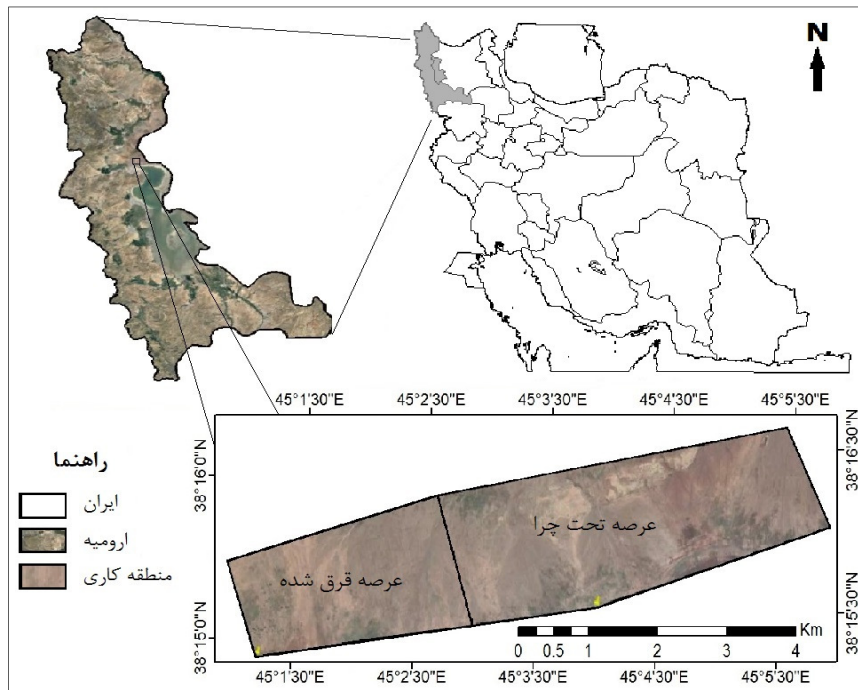 N
45°1'30"E 45°2'30"E 45°3'30"E 45°4'30"E 45°5'30"E
راهنما
ایران
ارومیه
منطقه کاری
38°16'0"N
38°15'0"N
عرصه تحت چرا
عرصه قرق شده
38°16'30"N
38°15'30"N
Km
0 0.5 1 2 3 4
45°1'30"E 45°2'30"E 45°3'30"E 45°4'30"E 45°5'30"E